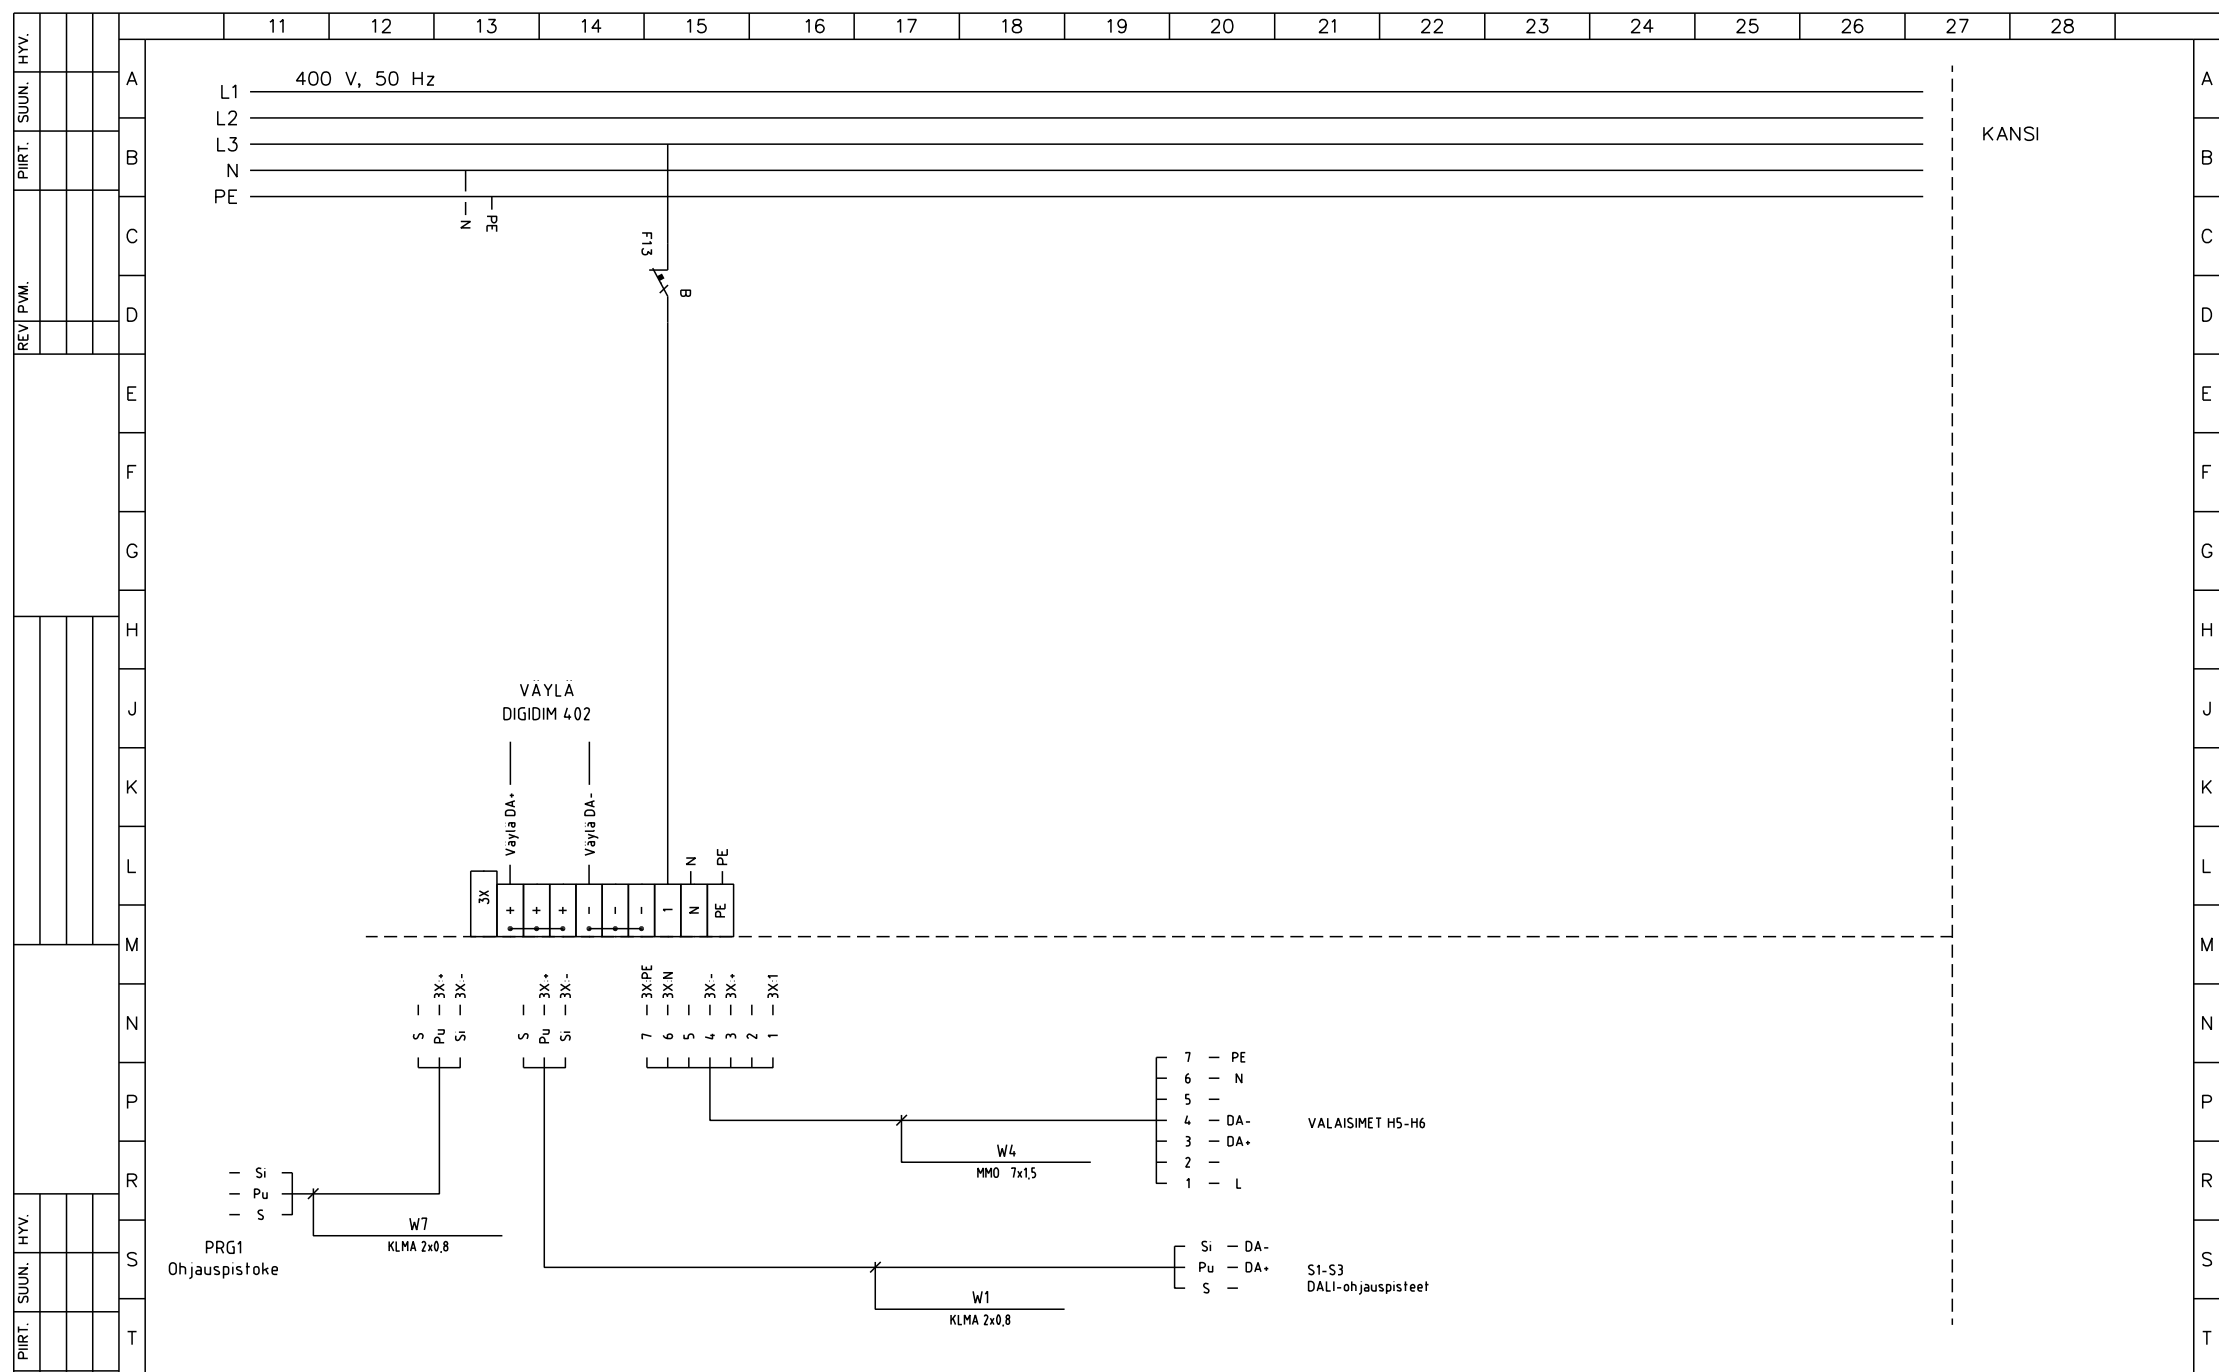 11 12 13 14 15 16 17 18 19 20 21 22 23 24 25 26 27 28
HYV.
SUUN.
PIIRT.
PVM.
REV
A A
B B
C C
D D
E E
F F
G G
H H
J J
K K
L L
M M
N N
P P
R R
S S
T T
HYV.
SUUN.
PIIRT.
400 V, 50 Hz
L1
L2
L3
N
PE
KANSI
N
PE
F13
B
VÄYLÄ
DIGIDIM 402
Väylä DA+
Väylä DA-
N
PE
3X + + + - - - 1 N PE
S
Pu 3X:+
Si 3X:-
S
Pu 3X:+
Si 3X:-
7 3X:PE
6 3X:N
5
4 3X:-
3 3X:+
2
1 3X:1
7 PE
6 N
5
4 DA-
3 DA+
2
1 L
VALAISIMET H5-H6
W4
MMO 7x1,5
Si
Pu
S
PRG1
Ohjauspistoke
W7
KLMA 2x0,8
Si DA-
Pu DA+
S
S1-S3
DALI-ohjauspisteet
W1
KLMA 2x0,8